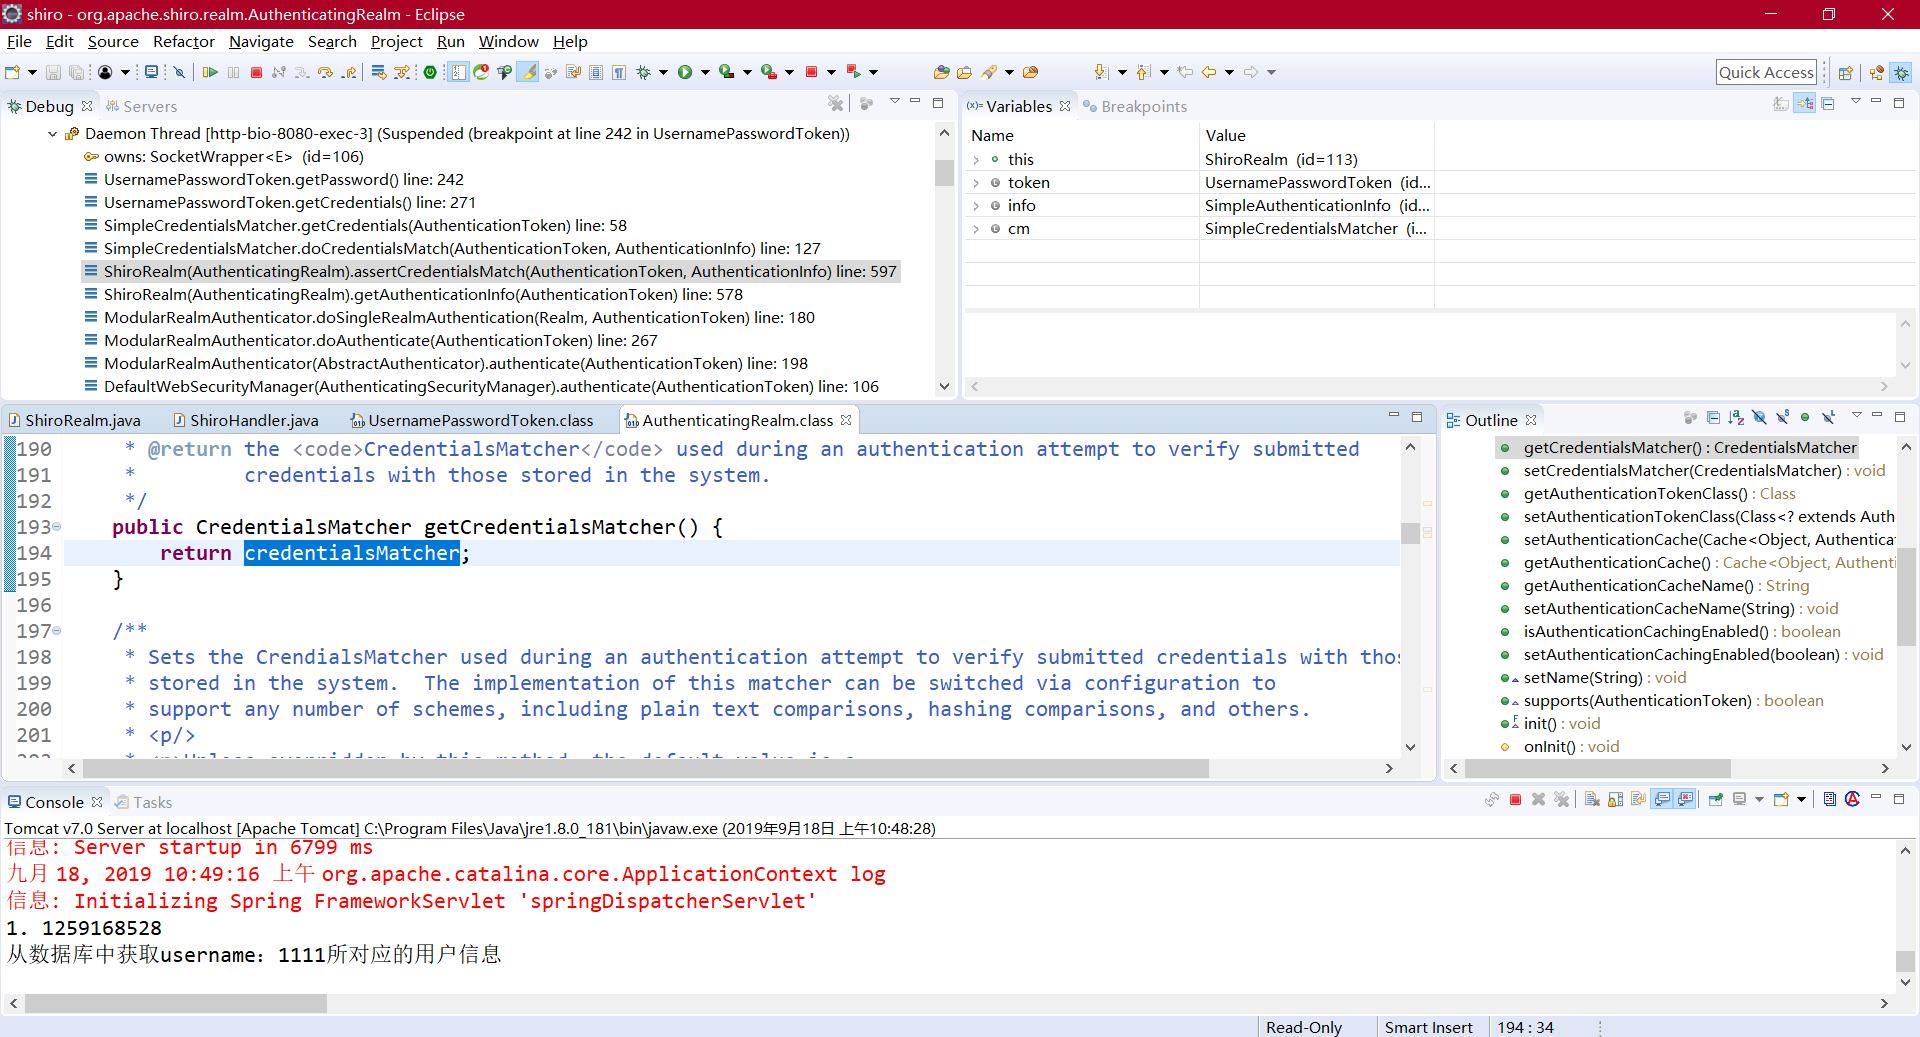 shiro - org.apache.shiro.realm.AuthenticatingRealm - Eclipse
File Edit Source Refactor Navigate Search Project Run Window Help
Quick Access
Debug Servers
Daemon Thread [http-bio-8080-exec-3] (Suspended (breakpoint at line 242 in UsernamePasswordToken))
owns: SocketWrapper<E> (id=106)
UsernamePasswordToken.getPassword() line: 242
UsernamePasswordToken.getCredentials() line: 271
SimpleCredentialsMatcher.getCredentials(AuthenticationToken) line: 58
SimpleCredentialsMatcher.doCredentialsMatch(AuthenticationToken, AuthenticationInfo) line: 127
ShiroRealm(AuthenticatingRealm).assertCredentialsMatch(AuthenticationToken, AuthenticationInfo) line: 597
ShiroRealm(AuthenticatingRealm).getAuthenticationInfo(AuthenticationToken) line: 578
ModularRealmAuthenticator.doSingleRealmAuthentication(Realm, AuthenticationToken) line: 180
ModularRealmAuthenticator.doAuthenticate(AuthenticationToken) line: 267
ModularRealmAuthenticator(AbstractAuthenticator).authenticate(AuthenticationToken) line: 198
DefaultWebSecurityManager(AuthenticatingSecurityManager).authenticate(AuthenticationToken) line: 106
(x)= Variables Breakpoints
Name Value
this ShiroRealm (id=113)
token UsernamePasswordToken (id...
info SimpleAuthenticationInfo (id...
cm SimpleCredentialsMatcher (i...
ShiroRealm.java ShiroHandler.java UsernamePasswordToken.class AuthenticatingRealm.class
190 * @return the <code>CredentialsMatcher</code> used during an authentication attempt to verify submitted
191 * credentials with those stored in the system.
192 */
193 public CredentialsMatcher getCredentialsMatcher() {
194 return credentialsMatcher;
195 }
196
197 /**
198 * Sets the CrendialsMatcher used during an authentication attempt to verify submitted credentials with thos
199 * stored in the system. The implementation of this matcher can be switched via configuration to
200 * support any number of schemes, including plain text comparisons, hashing comparisons, and others.
201 * <p/>
Outline
getCredentialsMatcher() : CredentialsMatcher
setCredentialsMatcher(CredentialsMatcher) : void
getAuthenticationTokenClass() : Class
setAuthenticationTokenClass(Class<? extends Auth
setAuthenticationCache(Cache<Object, Authentica
getAuthenticationCache() : Cache<Object, Authenti
getAuthenticationCacheName() : String
setAuthenticationCacheName(String) : void
isAuthenticationCachingEnabled() : boolean
setAuthenticationCachingEnabled(boolean) : void
setName(String) : void
supports(AuthenticationToken) : boolean
init() : void
onInit() : void
Console Tasks
Tomcat v7.0 Server at localhost [Apache Tomcat] C:\Program Files\Java\jre1.8.0_181\bin\javaw.exe (2019年9月18日 上午10:48:28)
信息: Server startup in 6799 ms
九月 18, 2019 10:49:16 上午 org.apache.catalina.core.ApplicationContext log
信息: Initializing Spring FrameworkServlet 'springDispatcherServlet'
1. 1259168528
从数据库中获取username：1111所对应的用户信息
Read-Only Smart Insert 194 : 34